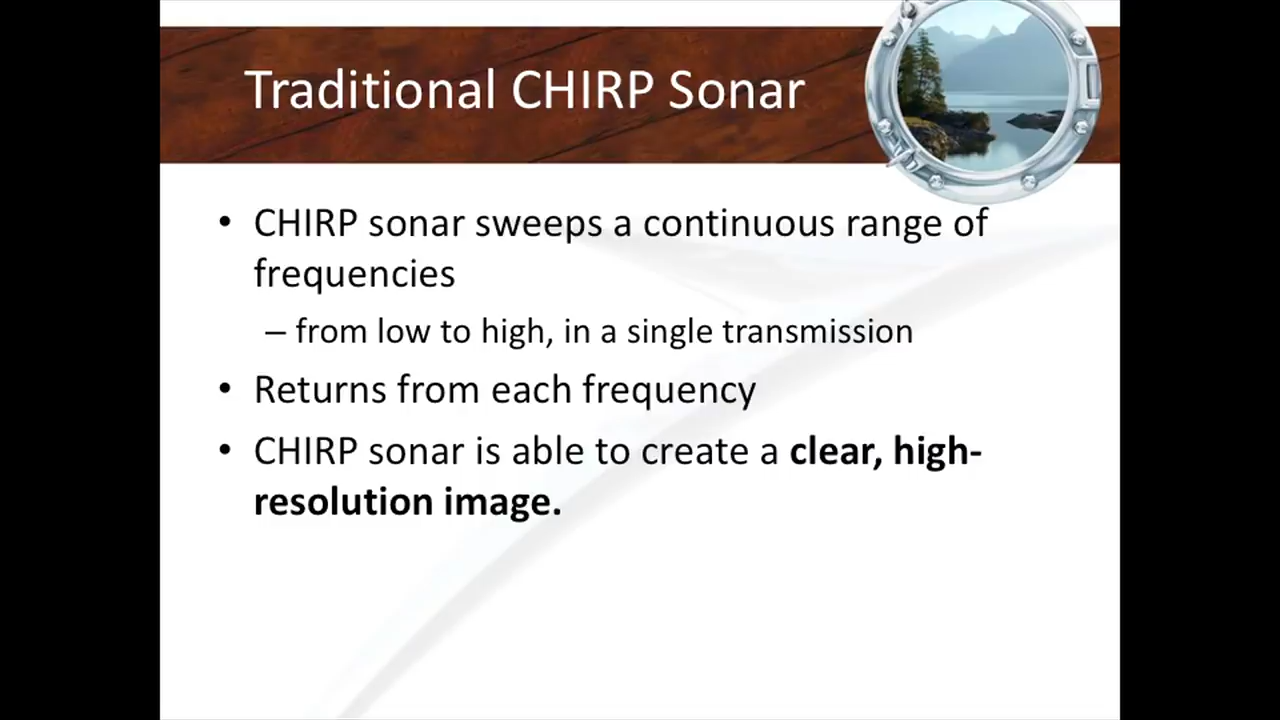 Traditional CHIRP Sonar
• CHIRP sonar sweeps a continuous range of
frequencies
– from low to high, in a single transmission
• Returns from each frequency
• CHIRP sonar is able to create a clear, high-
resolution image.